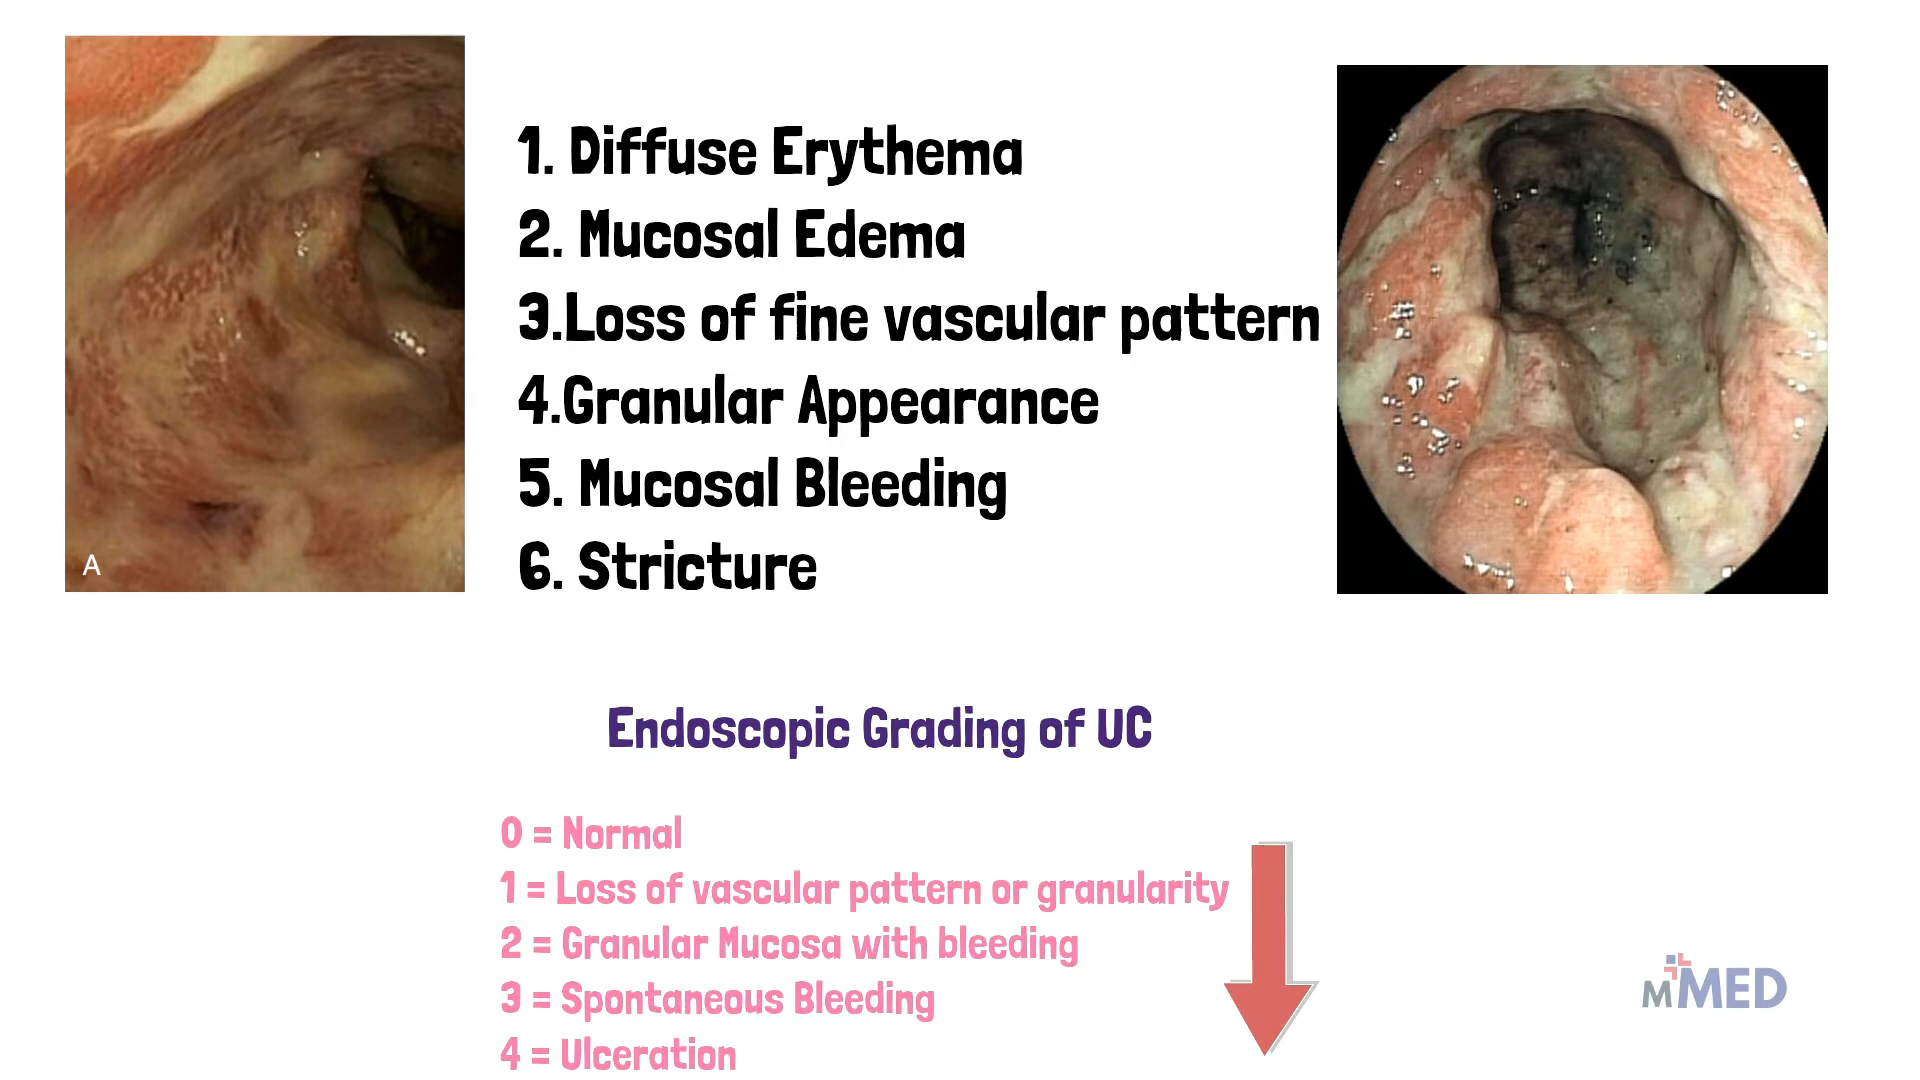 1. Diffuse Erythema
2. Mucosal Edema
3.Loss of fine vascular pattern
4.Granular Appearance
5. Mucosal Bleeding
6. Stricture
A
Endoscopic Grading of UC
0 = Normal
1 = Loss of vascular pattern or granularity
2 = Granular Mucosa with bleeding
3 = Spontaneous Bleeding
4 = Ulceration
MMED